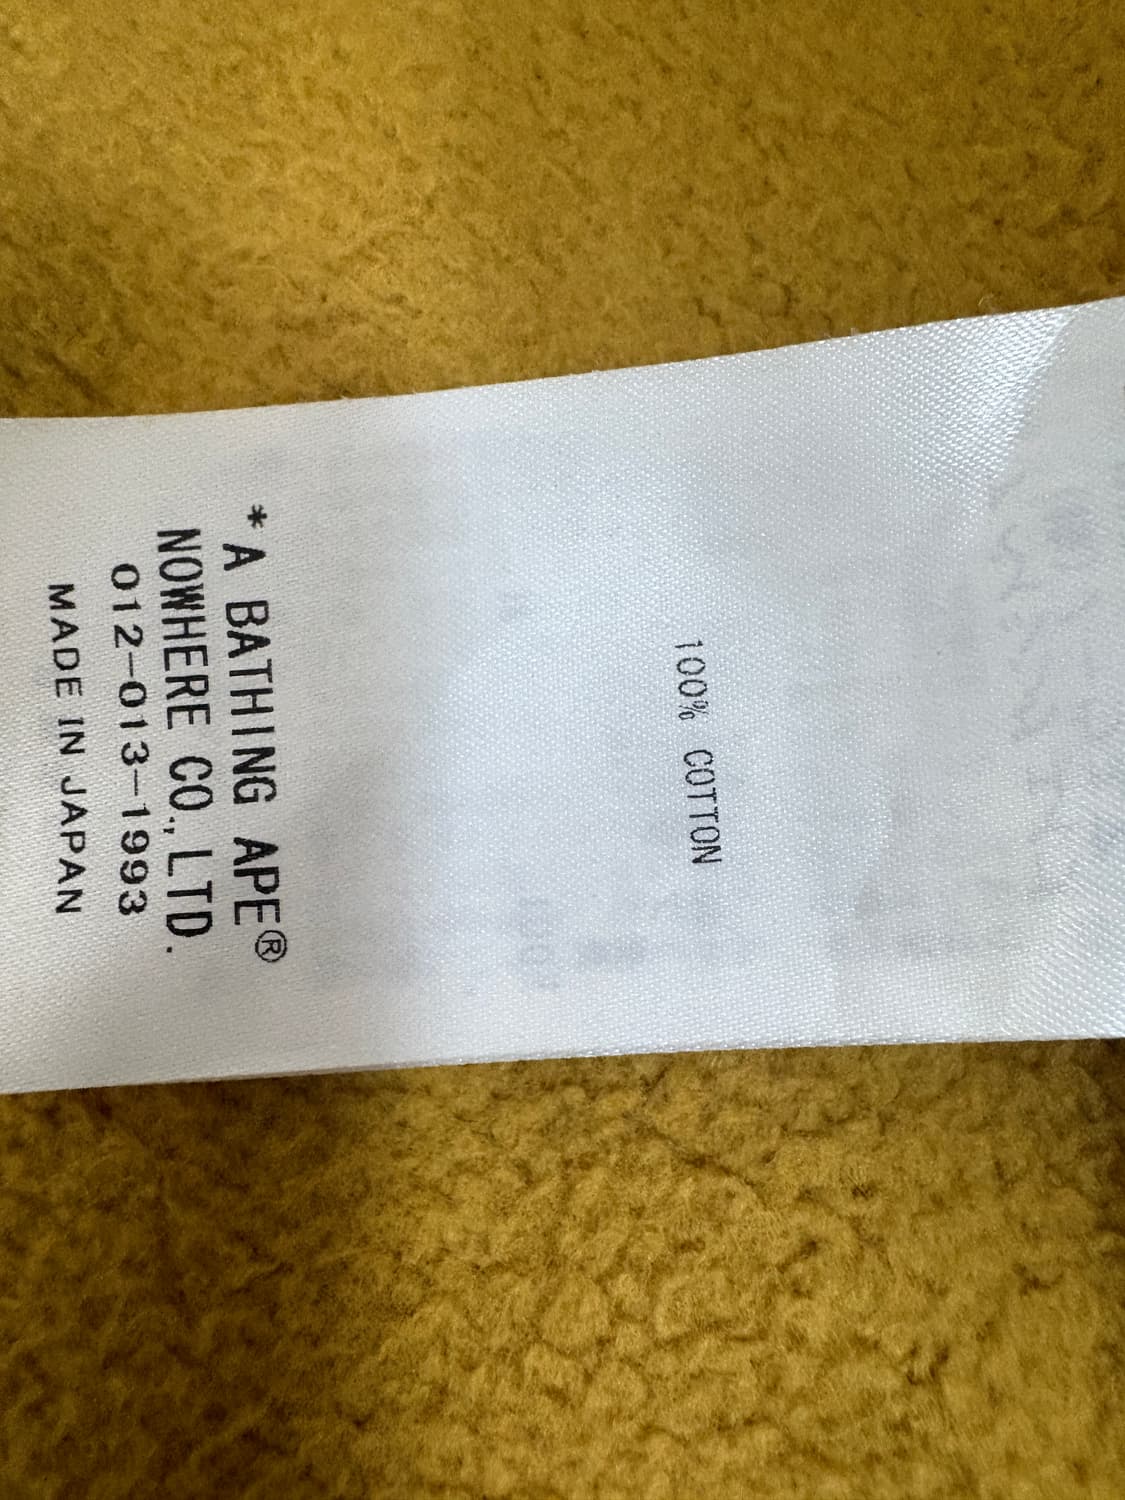 100% COTTON
*A BATHING APE®
NOWHERE CO.,LTD.
012-013-1993
MADE IN JAPAN